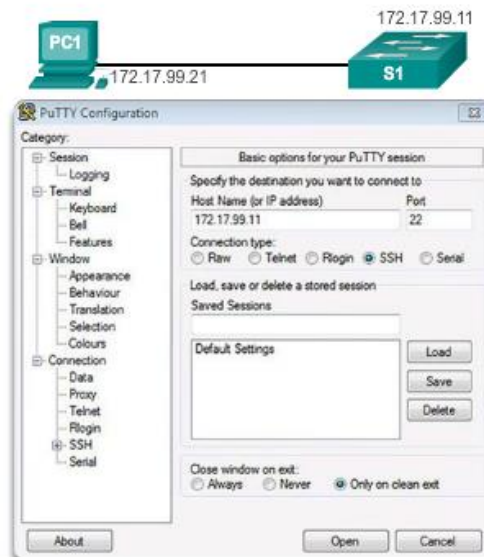 172.17.99.11
PC1
172.17.99.21
S1
PuTTY Configuration
Category:
Session
Logging
Terminal
Keyboard
Bell
Features
Window
Appearance
Behaviour
Translation
Selection
Colours
Connection
Data
Proxy
Telnet
Rlogin
SSH
Serial
Basic options for your PuTTY session
Specify the destination you want to connect to
Host Name (or IP address) Port
172.17.99.11 22
Connection type:
Raw Telnet Rlogin SSH Serial
Load, save or delete a stored session
Saved Sessions
Default Settings
Load
Save
Delete
Close window on exit:
Always Never Only on clean exit
About Open Cancel